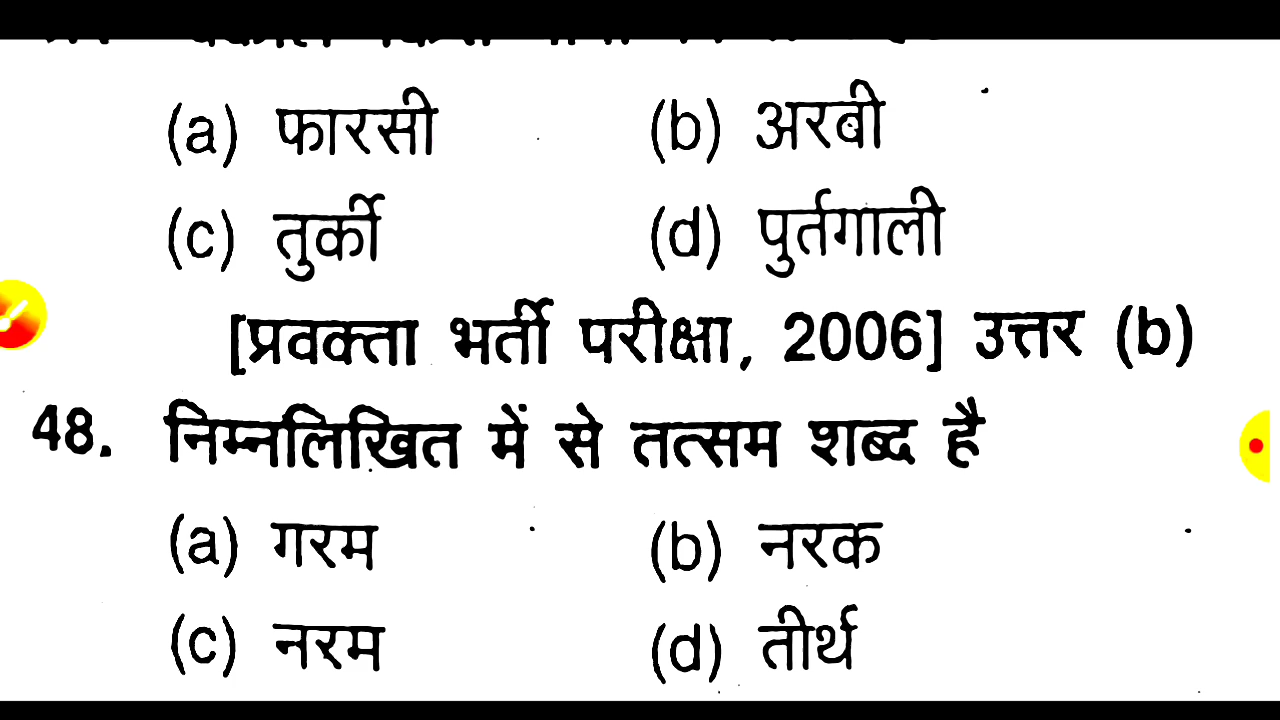 (a) फारसी (b) अरबी
(c) तुर्की (d) पुर्तगाली
[प्रवक्ता भर्ती परीक्षा, 2006] उत्तर (b)
48. निम्नलिखित में से तत्सम शब्द है
(a) गरम (b) नरक
(c) नरम (d) तीर्थ